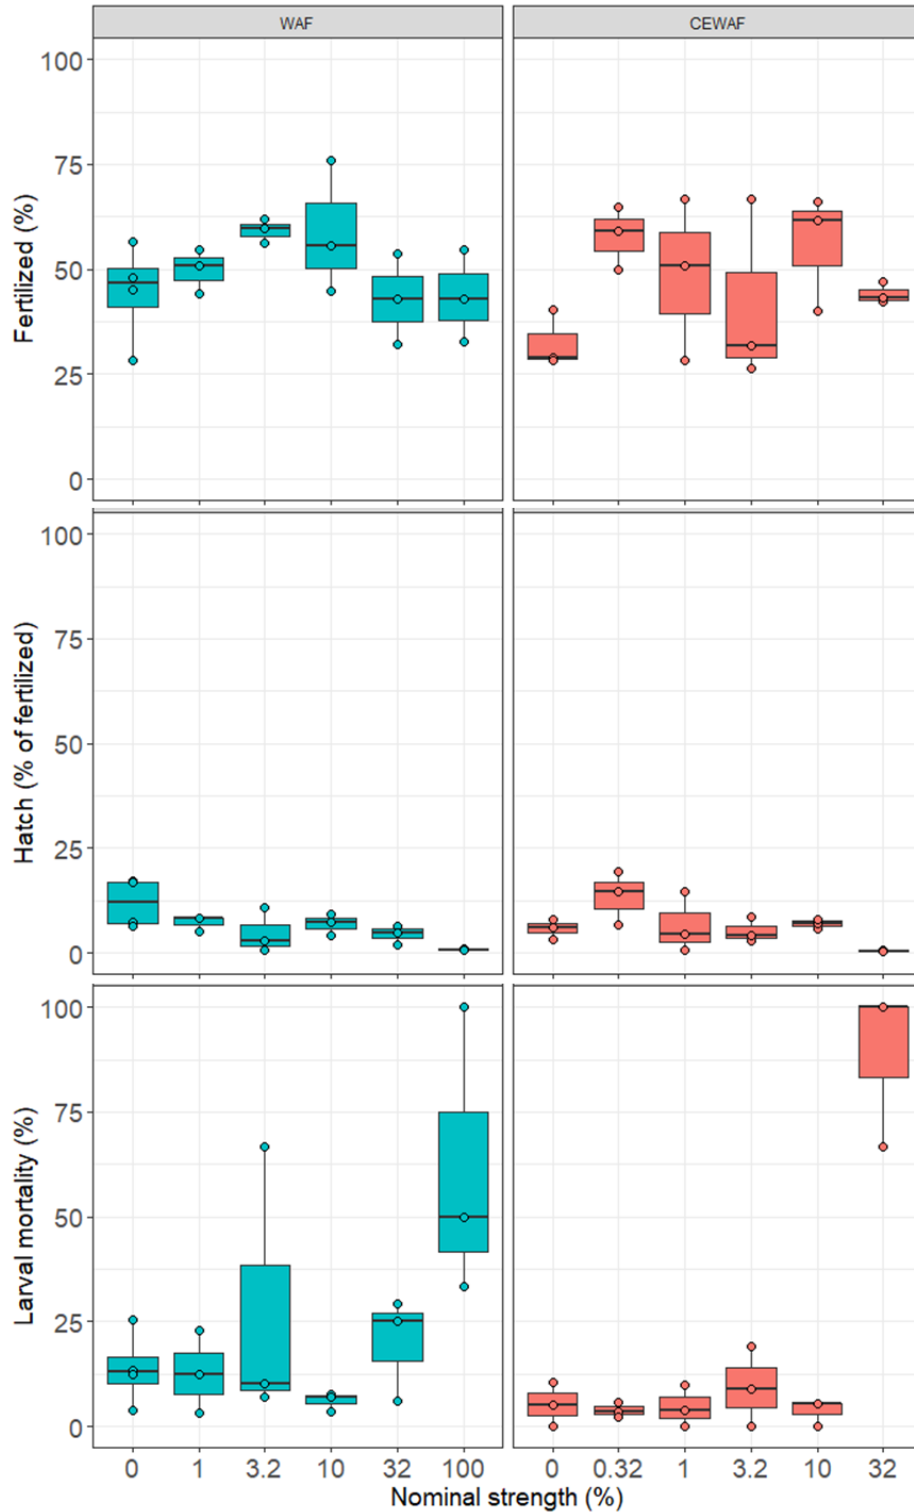 WAF CEWAF
Fertilized (%)
100
75
50
25
0
Hatch (% of fertilized)
100
75
50
25
0
Larval mortality (%)
100
75
50
25
0
0 1 3.2 10 32 100 0 0.32 1 3.2 10 32
Nominal strength (%)